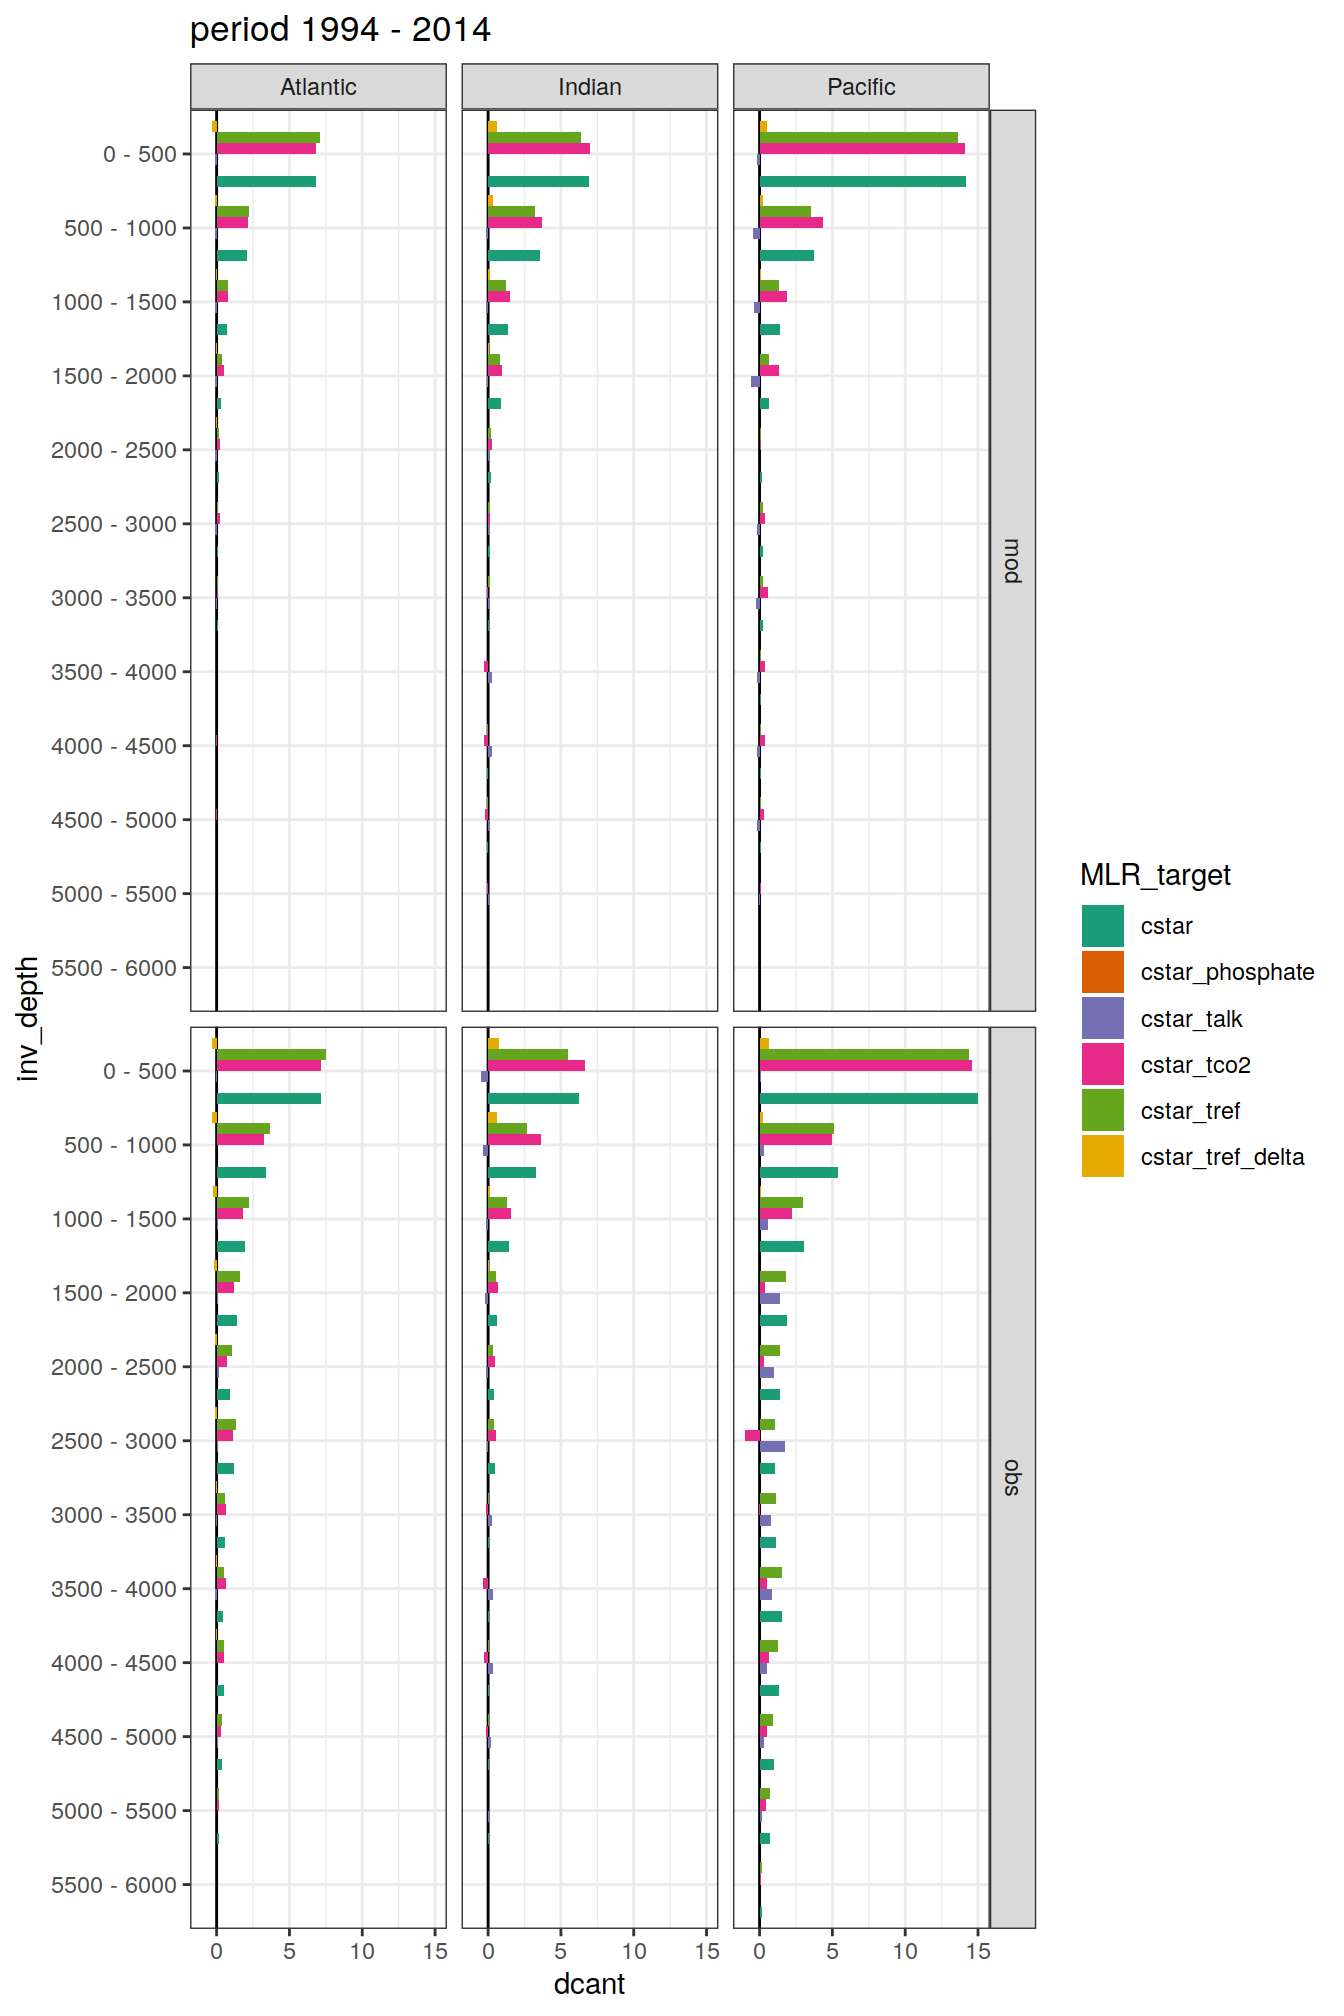 period 1994 - 2014
Atlantic
Indian
Pacific
0 - 500
500 - 1000
1000 - 1500
1500 - 2000
2000 - 2500
2500 - 3000
3000 - 3500
3500 - 4000
4000 - 4500
4500 - 5000
5000 - 5500
5500 - 6000
mod
inv_depth
0 - 500
500 - 1000
1000 - 1500
1500 - 2000
2000 - 2500
2500 - 3000
3000 - 3500
3500 - 4000
4000 - 4500
4500 - 5000
5000 - 5500
5500 - 6000
obs
0 5 10 15 0 5 10 15 0 5 10 15
dcant
MLR_target
cstar
cstar_phosphate
cstar_talk
cstar_tco2
cstar_tref
cstar_tref_delta